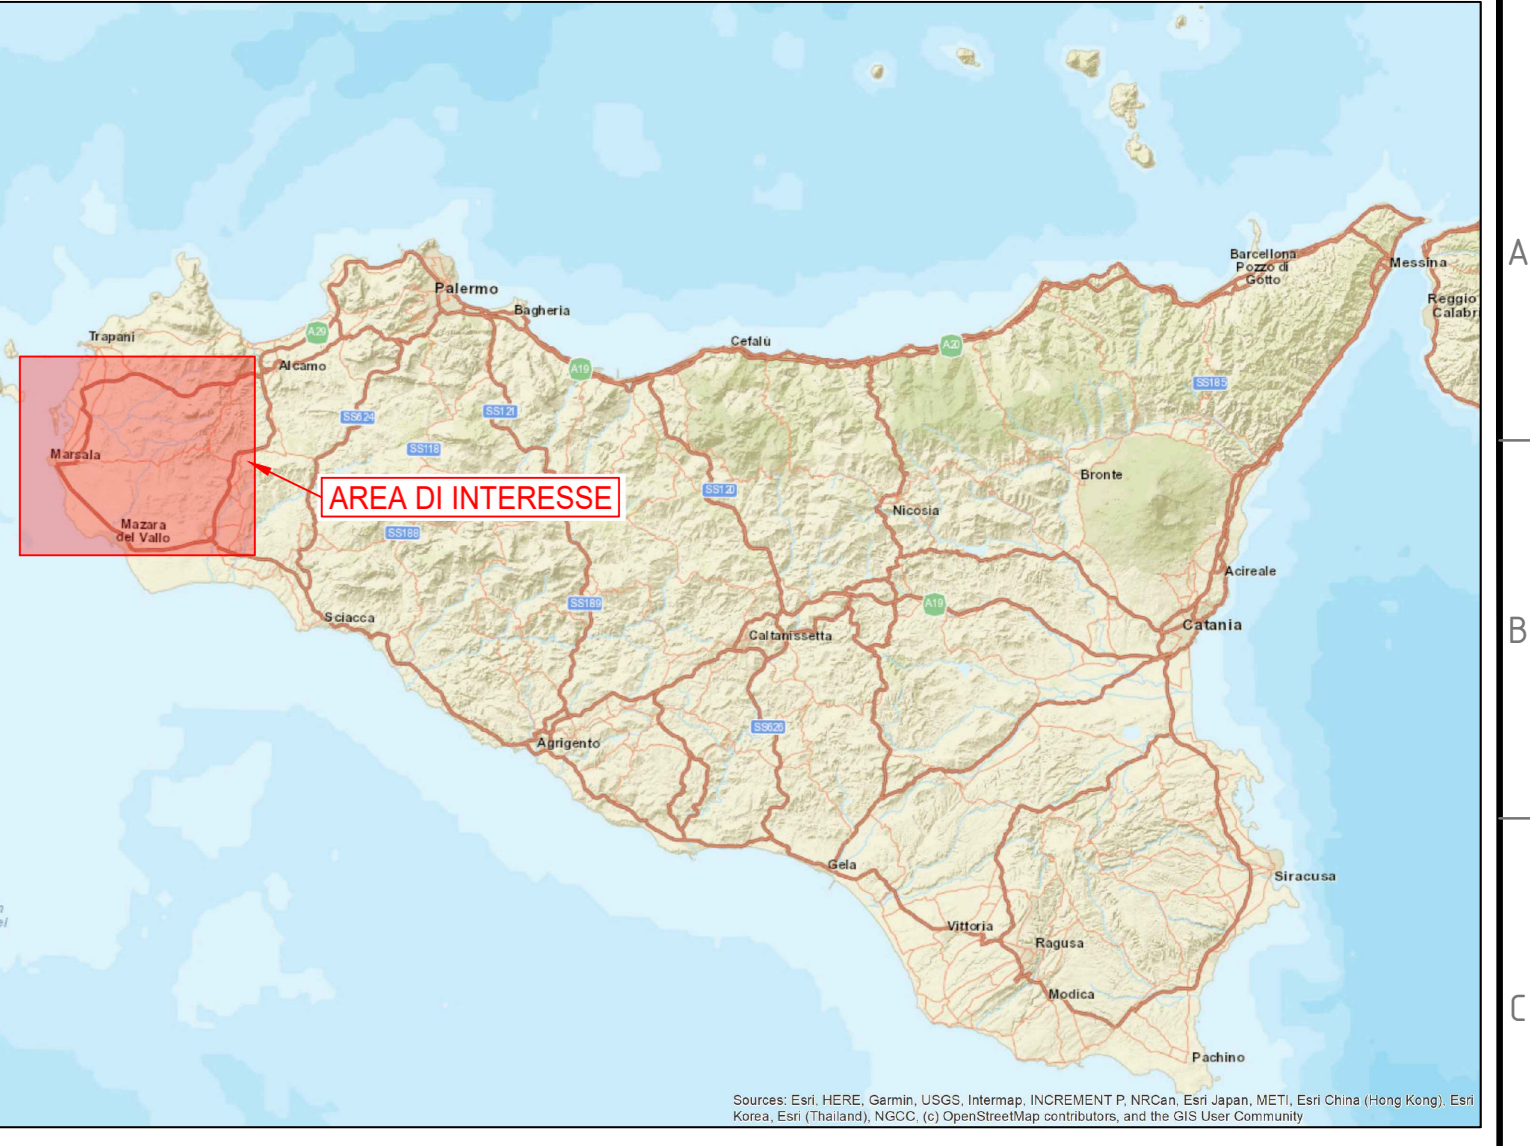 A
Barcellona
Pozzo di
Gotto
Messina
Reggio
Calabri
Palermo
Bagheria
Trapani
A29
Cefalù
A20
Alcamo
A19
SS185
SS624
SS121
SS118
Marsala
AREA DI INTERESSE
SS120
Bronte
Nicosia
Mazara
del Vallo
SS188
Acireale
SS189
A19
Sciacca
Caltanissetta
Catania
B
SS626
Agrigento
Gela
Siracusa
Vittoria
Ragusa
Modica
C
Pachino
Sources: Esri, HERE, Garmin, USGS, Intermap, INCREMENT P, NRCan, Esri Japan, METI, Esri China (Hong Kong), Esri
Korea, Esri (Thailand), NGCC, (c) OpenStreetMap contributors, and the GIS User Community